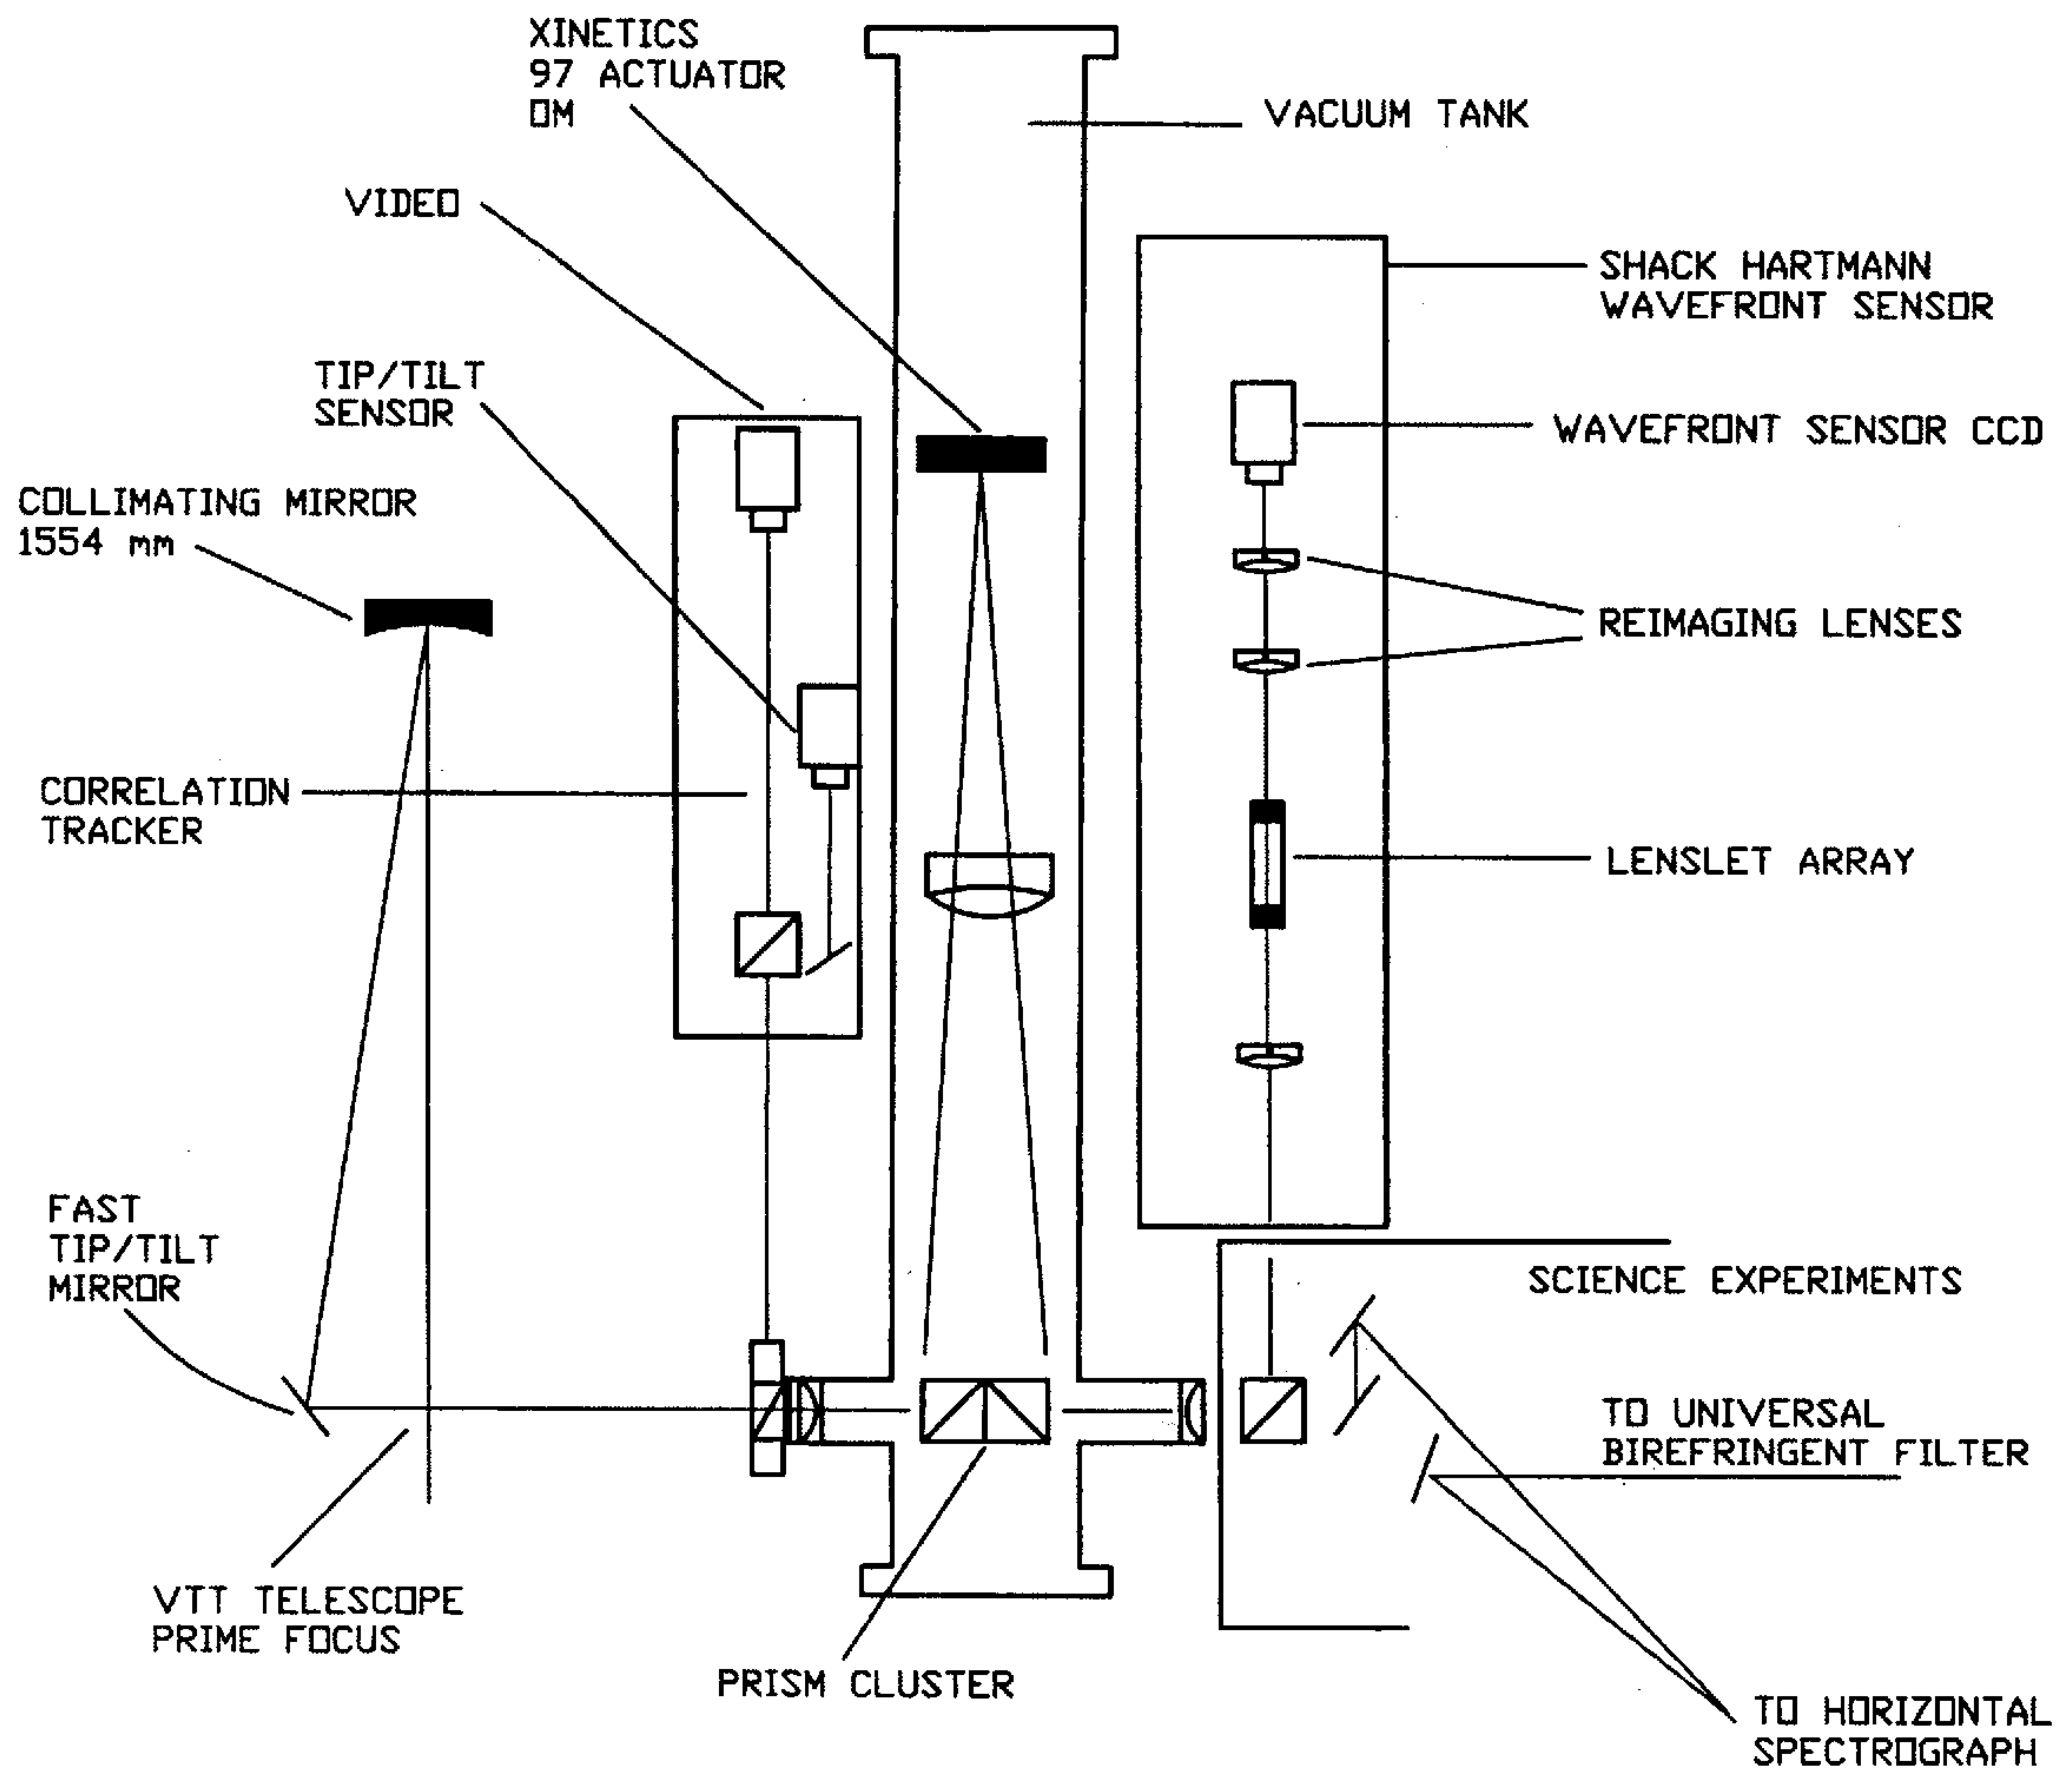 XINETICS
97 ACTUATOR
DM
VACUUM TANK
VIDEO
SHACK HARTMANN
WAVEFRONT SENSOR
TIP/TILT
SENSOR
WAVEFRONT SENSOR CCD
COLLIMATING MIRROR
1554 mm
REIMAGING LENSES
CORRELATION
TRACKER
LENSLET ARRAY
FAST
TIP/TILT
MIRROR
SCIENCE EXPERIMENTS
TO UNIVERSAL
BIREFRINGENT FILTER
VTT TELESCOPE
PRIME FOCUS
PRISM CLUSTER
TO HORIZONTAL
SPECTROGRAPH